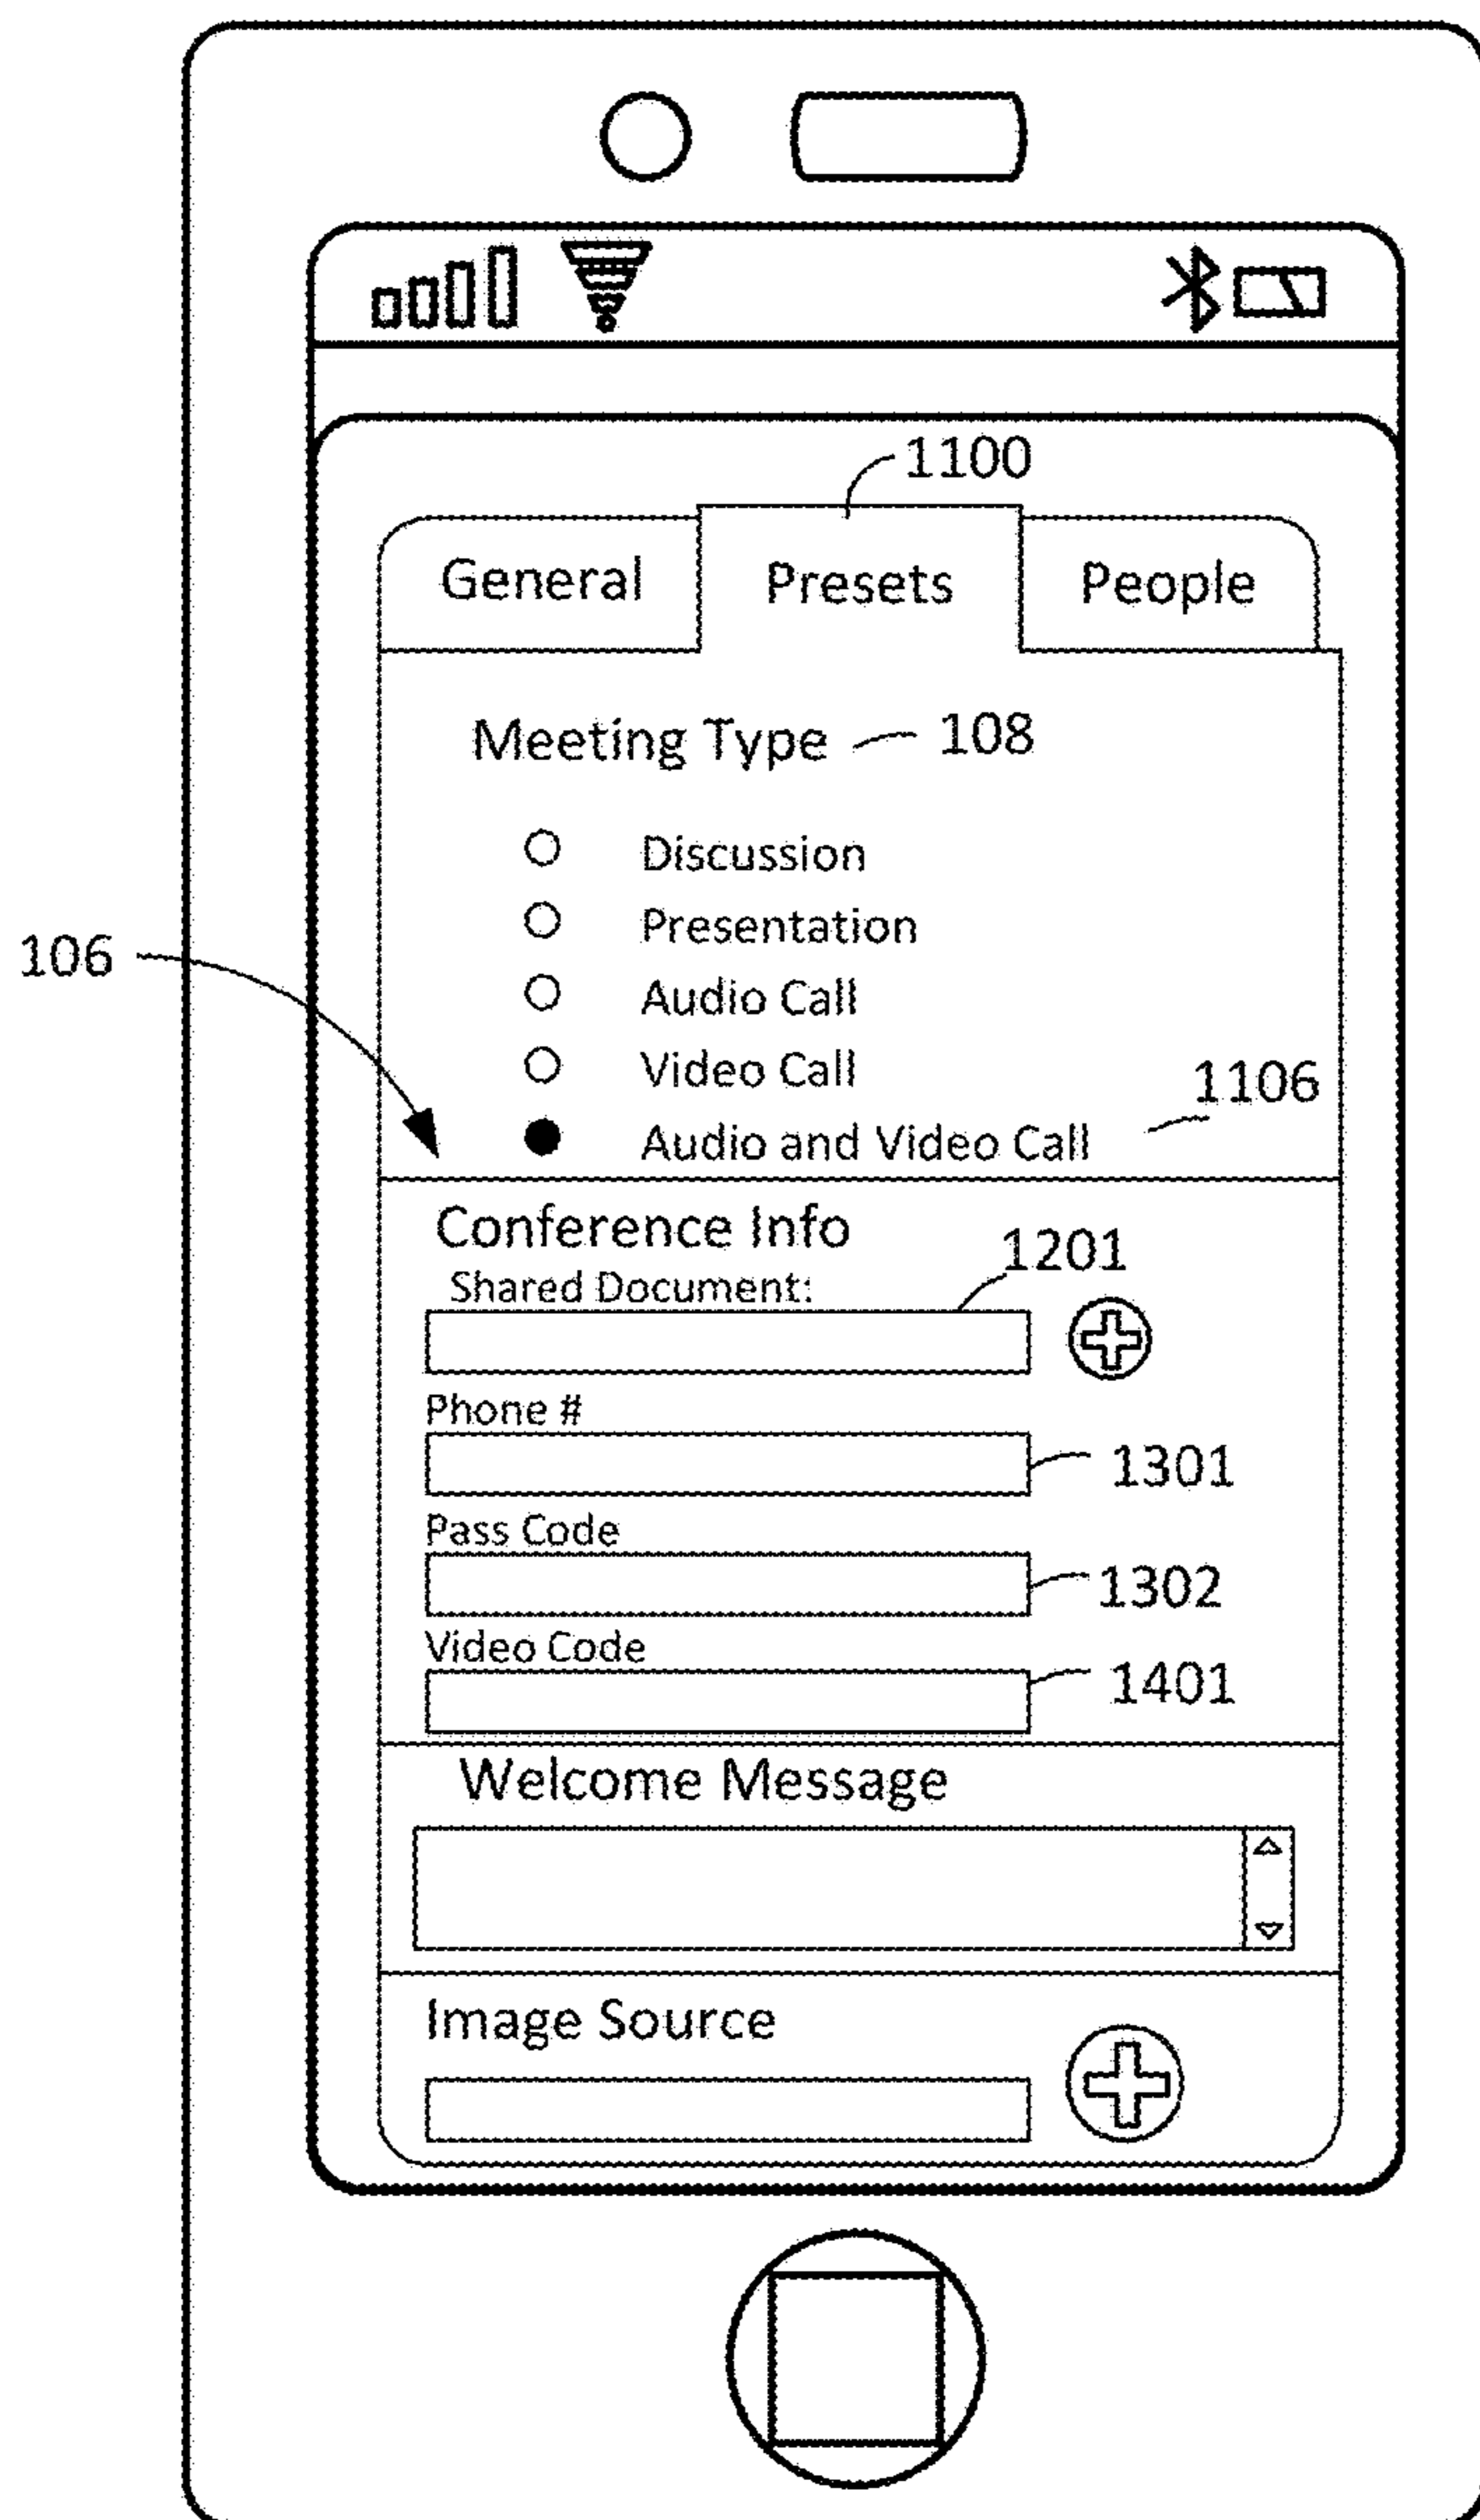 1100
General Presets People
Meeting Type 108
Discussion
Presentation
106
Audio Call
Video Call
1106
Audio and Video Call
Conference Info
1201
Shared Document:
Phone #
1301
Pass Code
1302
Video Code
1401
Welcome Message
Image Source